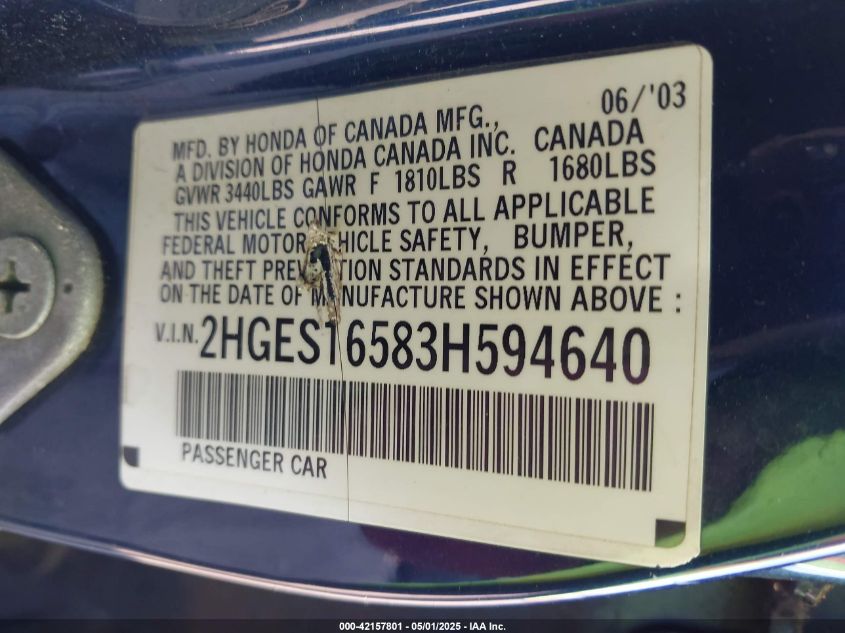 06/'03
MFD. BY HONDA OF CANADA MFG.,
A DIVISION OF HONDA CANADA INC. CANADA
GVWR 3440LBS GAWR F 1810LBS R 1680LBS
THIS VEHICLE CONFORMS TO ALL APPLICABLE
FEDERAL MOTOR VEHICLE SAFETY, BUMPER,
AND THEFT PREVENTION STANDARDS IN EFFECT
ON THE DATE OF MANUFACTURE SHOWN ABOVE :
V.I.N. 2HGES16583H594640
PASSENGER CAR
000-42157801 - 05/01/2025 - IAA Inc.